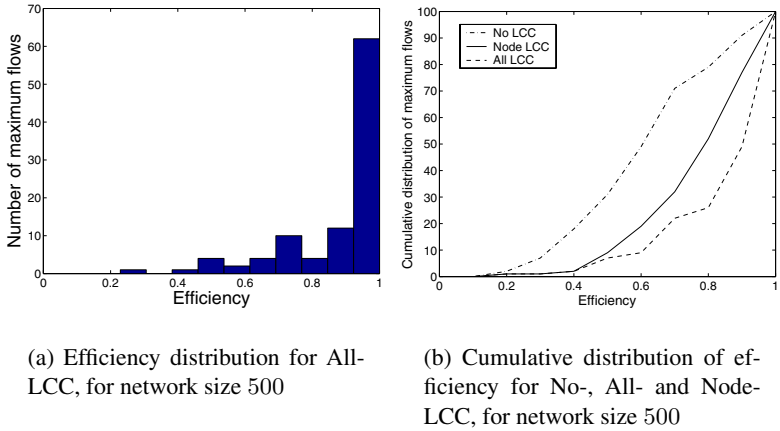 70
60
50
40
30
20
10
0
Number of maximum flows
0 0.2 0.4 0.6 0.8 1
Efficiency
100
90
80
70
60
50
40
30
20
10
0
Cumulative distribution of maximum flows
No LCC
Node LCC
All LCC
0 0.2 0.4 0.6 0.8 1
Efficiency
(a) Efficiency distribution for All-
LCC, for network size 500
(b) Cumulative distribution of ef-
ficiency for No-, All- and Node-
LCC, for network size 500